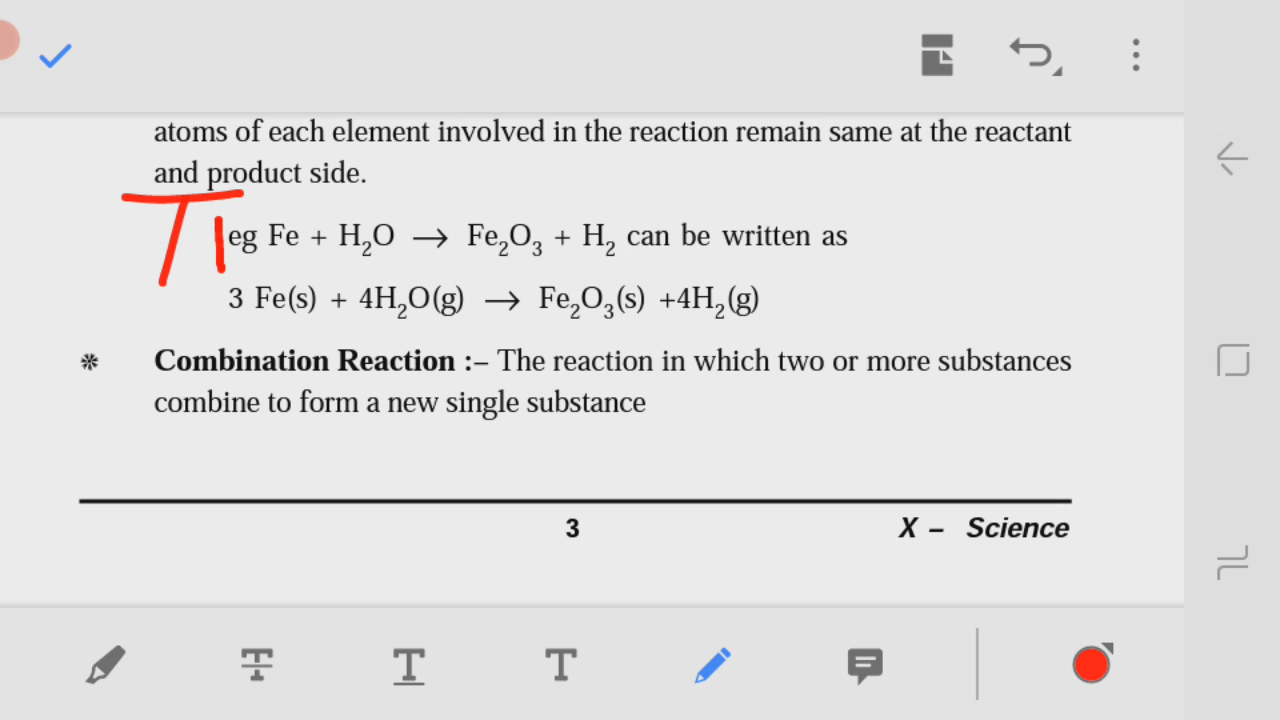 atoms of each element involved in the reaction remain same at the reactant
and product side.
eg Fe + H₂O → Fe₂O₃ + H₂ can be written as
3 Fe(s) + 4H₂O(g) → Fe₂O₃(s) +4H₂(g)
❊ Combination Reaction :– The reaction in which two or more substances
combine to form a new single substance
3 X – Science